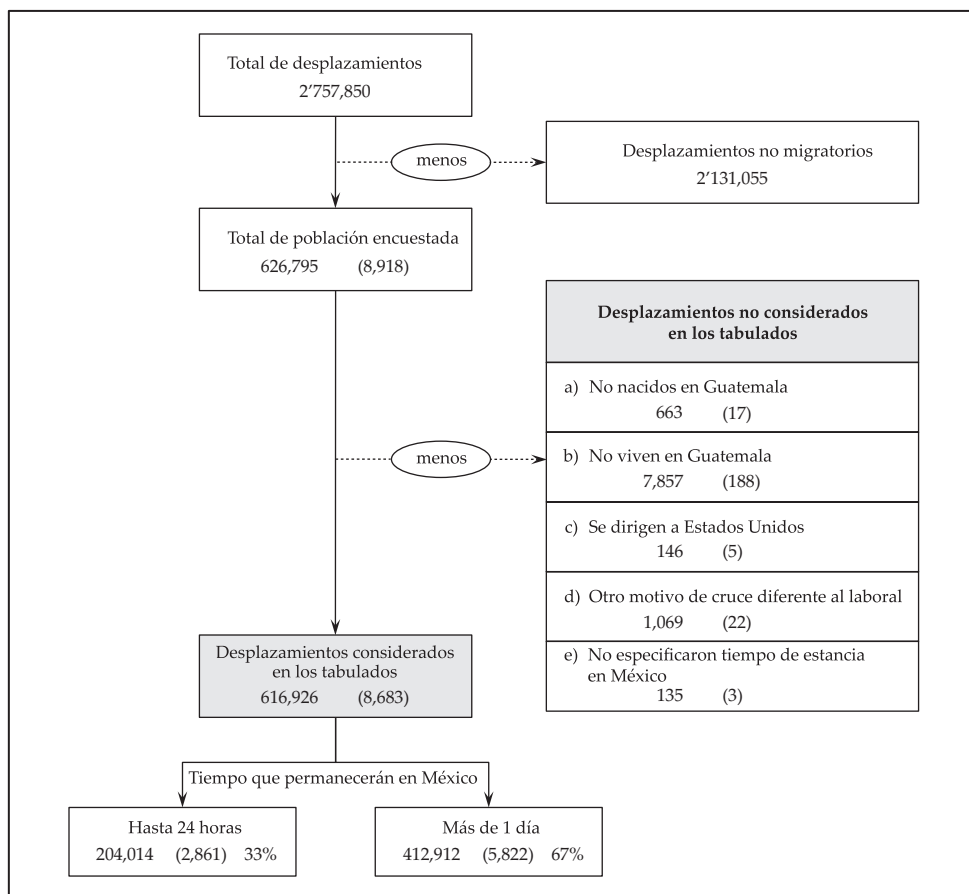 Total de desplazamientos
2’757,850
menos
Desplazamientos no migratorios
2’131,055
Total de población encuestada
626,795 (8,918)
Desplazamientos no considerados
en los tabulados
a) No nacidos en Guatemala
663 (17)
menos
b) No viven en Guatemala
7,857 (188)
c) Se dirigen a Estados Unidos
146 (5)
d) Otro motivo de cruce diferente al laboral
1,069 (22)
e) No especificaron tiempo de estancia
en México
135 (3)
Desplazamientos considerados
en los tabulados
616,926 (8,683)
Tiempo que permanecerán en México
Hasta 24 horas
204,014 (2,861) 33%
Más de 1 día
412,912 (5,822) 67%